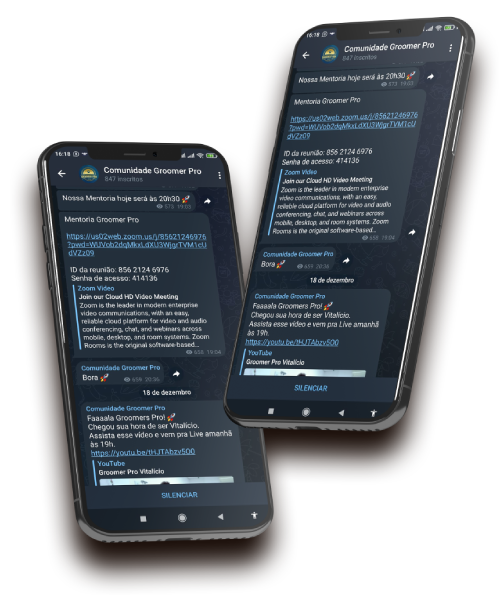 16:18
Comunidade Groomer Pro
847 inscritos
Nossa Mentoria hoje será às 20h30 🚀
573 19:03
Mentoria Groomer Pro
https://us02web.zoom.us/j/85621246976
?pwd=WUVob2dqMkxLdXU3WjgrTVM1cU
dVZz09
ID da reunião: 856 2124 6976
Senha de acesso: 414136
Zoom Video
Join our Cloud HD Video Meeting
Zoom is the leader in modern enterprise
video communications, with an easy,
reliable cloud platform for video and audio
conferencing, chat, and webinars across
mobile, desktop, and room systems. Zoom
Rooms is the original software-based...
658 19:04
Comunidade Groomer Pro
Bora 🚀
659 20:36
18 de dezembro
Comunidade Groomer Pro
Faaaala Groomers Pro! 🚀
Chegou sua hora de ser Vitalício.
Assista esse vídeo e vem pra Live amanhã
às 19h.
https://youtu.be/tHJTAbzv5O0
YouTube
Groomer Pro Vitalício
SILENCIAR
16:18
Comunidade Groomer Pro
847 inscritos
Nossa Mentoria hoje será às 20h30 🚀
573 19:03
Mentoria Groomer Pro
https://us02web.zoom.us/j/85621246976
?pwd=WUVob2dqMkxLdXU3WjgrTVM1cU
dVZz09
ID da reunião: 856 2124 6976
Senha de acesso: 414136
Zoom Video
Join our Cloud HD Video Meeting
Zoom is the leader in modern enterprise
video communications, with an easy,
reliable cloud platform for video and audio
conferencing, chat, and webinars across
mobile, desktop, and room systems. Zoom
Rooms is the original software-based...
658 19:04
Comunidade Groomer Pro
Bora 🚀
659 20:36
18 de dezembro
Comunidade Groomer Pro
Faaaala Groomers Pro! 🚀
Chegou sua hora de ser Vitalício.
Assista esse vídeo e vem pra Live amanhã
às 19h.
https://youtu.be/tHJTAbzv5O0
YouTube
Groomer Pro Vitalício
SILENCIAR